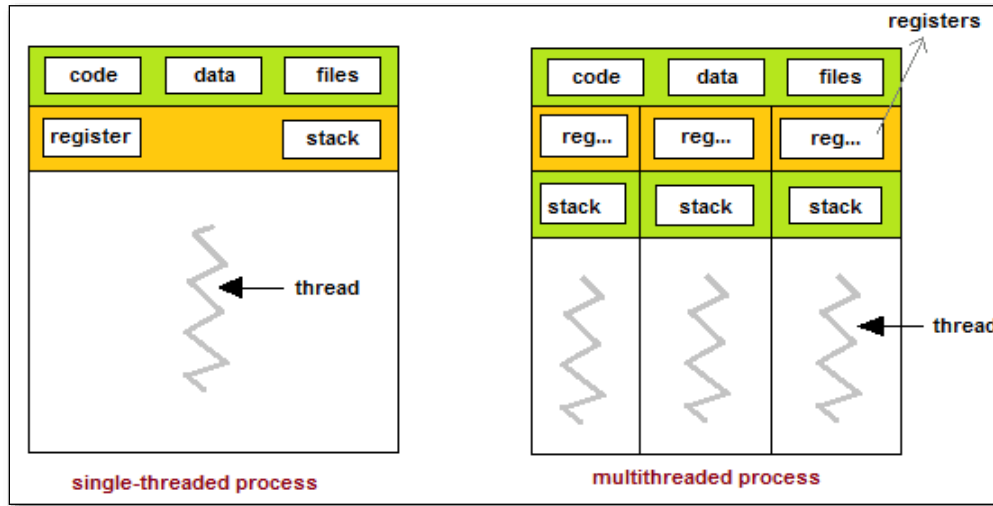 registers
code data files
register stack
thread
single-threaded process
code data files
reg... reg... reg...
stack stack stack
thread
multithreaded process